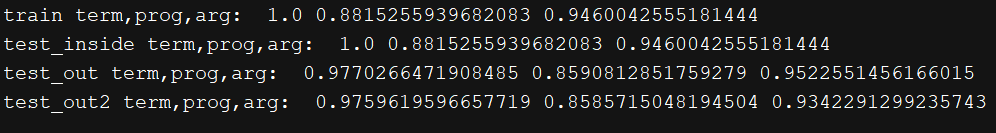 train term,prog,arg:  1.0 0.8815255939682083 0.9460042555181444
test_inside term,prog,arg:  1.0 0.8815255939682083 0.9460042555181444
test_out term,prog,arg:  0.9770266471908485 0.8590812851759279 0.9522551456166015
test_out2 term,prog,arg:  0.9759619596657719 0.8585715048194504 0.9342291299235743